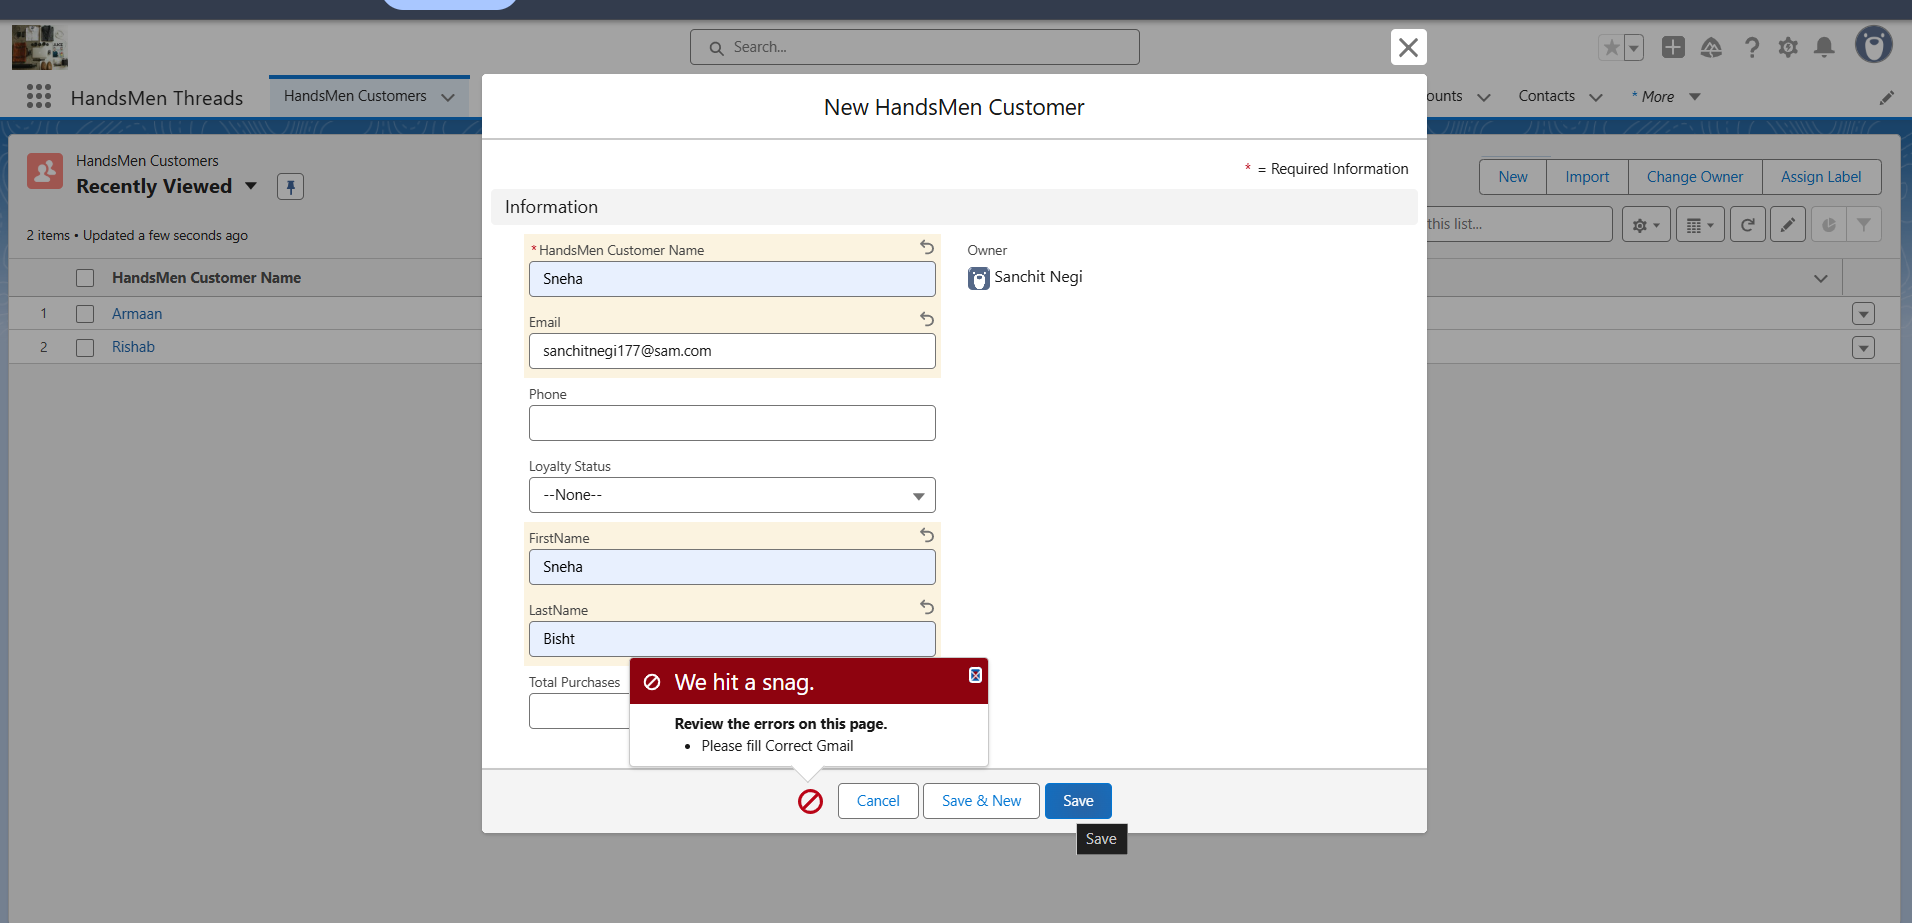 Search...
HandsMen Threads
HandsMen Customers
ounts
Contacts
* More
HandsMen Customers
Recently Viewed
2 items • Updated a few seconds ago
New
Import
Change Owner
Assign Label
this list...
HandsMen Customer Name
1
Armaan
2
Rishab
New HandsMen Customer
* = Required Information
Information
*HandsMen Customer Name
Sneha
Owner
Sanchit Negi
Email
sanchitnegi177@sam.com
Phone
Loyalty Status
--None--
FirstName
Sneha
LastName
Bisht
Total Purchases
We hit a snag.
Review the errors on this page.
• Please fill Correct Gmail
Cancel
Save & New
Save
Save